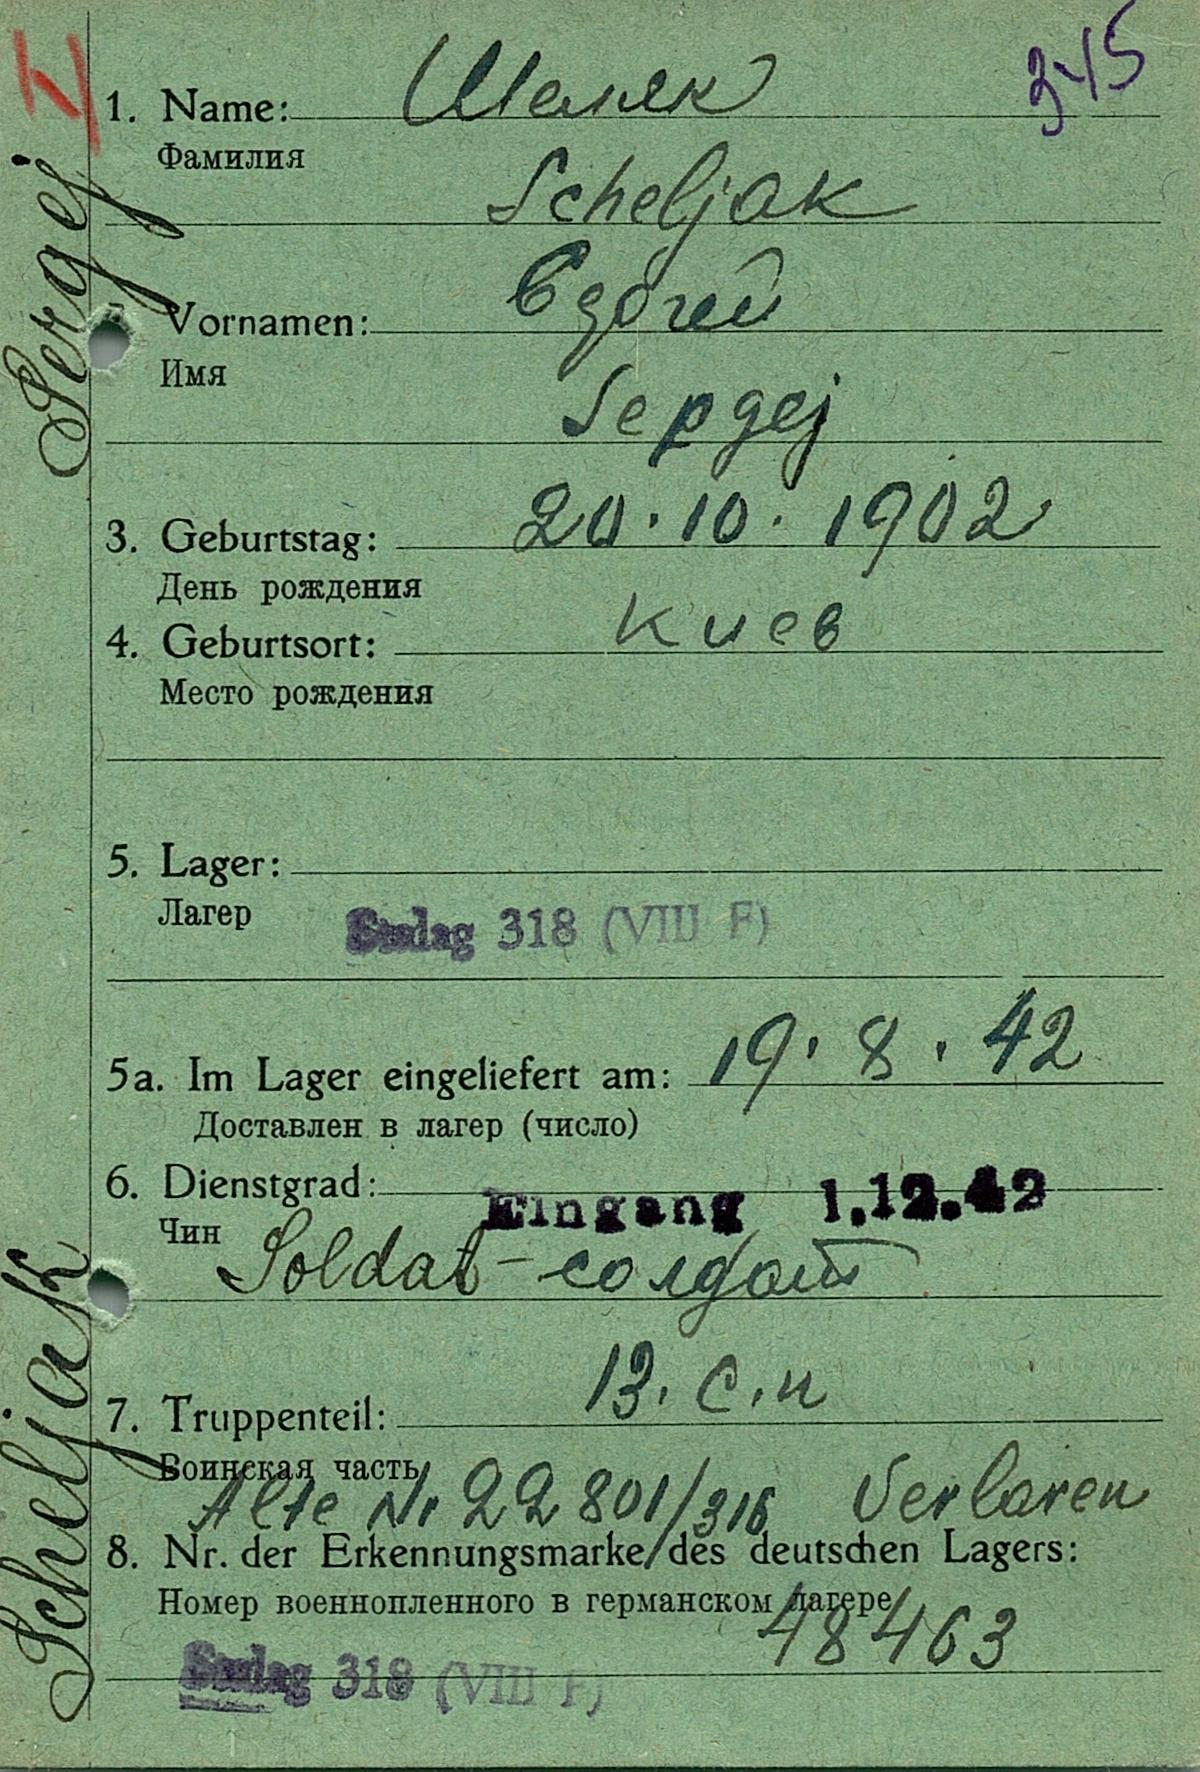 345
1. Name: Шеляк
Фамилия
Scheljak
Vornamen:
Имя
Sepgej
3. Geburtstag: 20.10.1902
День рождения
4. Geburtsort: Киев
Место рождения
5. Lager:
Лагер
Stalag 318 (VIII F)
5a. Im Lager eingeliefert am: 19.8.42
Доставлен в лагер (число)
6. Dienstgrad: Eingang 1.12.42
Чин
Soldat – солдат
7. Truppenteil: 13. с.п
Воинская часть
Alte Nr 22801/316 Verloren
8. Nr. der Erkennungsmarke/des deutschen Lagers:
Номер военнопленного в германском лагере
48463
Stalag 318 (VIII F)
Scheljak Sergej